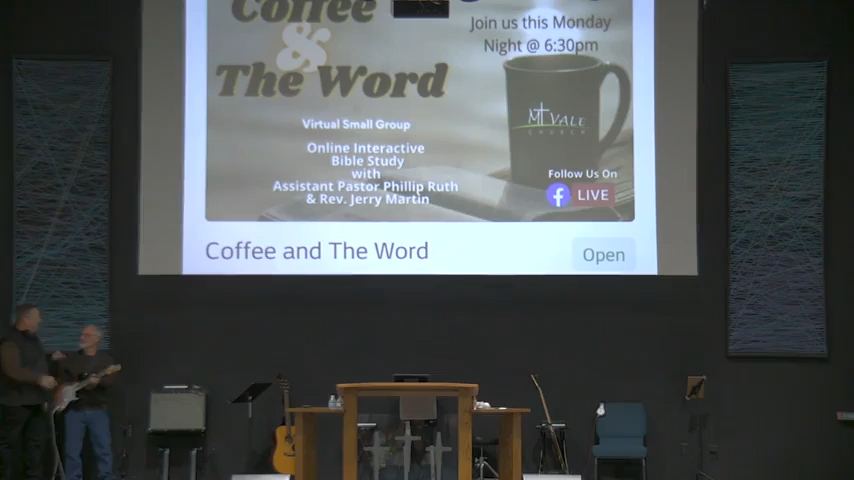 Coffee
&
The Word
Join us this Monday
Night @ 6:30pm
MT VALE
CHURCH
Virtual Small Group
Online Interactive
Bible Study
with
Assistant Pastor Phillip Ruth
& Rev. Jerry Martin
Follow Us On
LIVE
Coffee and The Word
Open